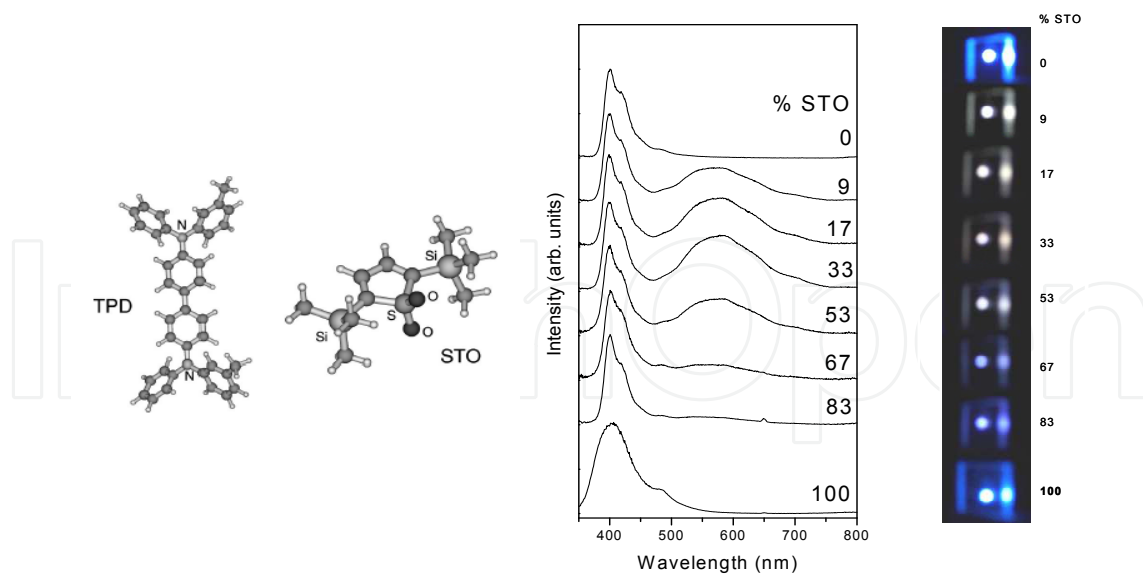 TPD
N
N
Si
Si
S
O
O
STO
Intensity (arb. units)
% STO
0
9
17
33
53
67
83
100
400 500 600 700 800
Wavelength (nm)
% STO
0
9
17
33
53
67
83
100
InTechOpen